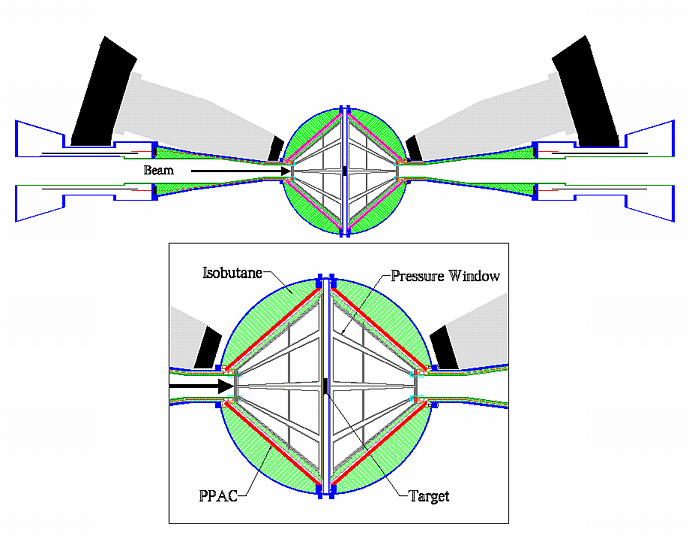 Beam
Isobutane
Pressure Window
PPAC
Target